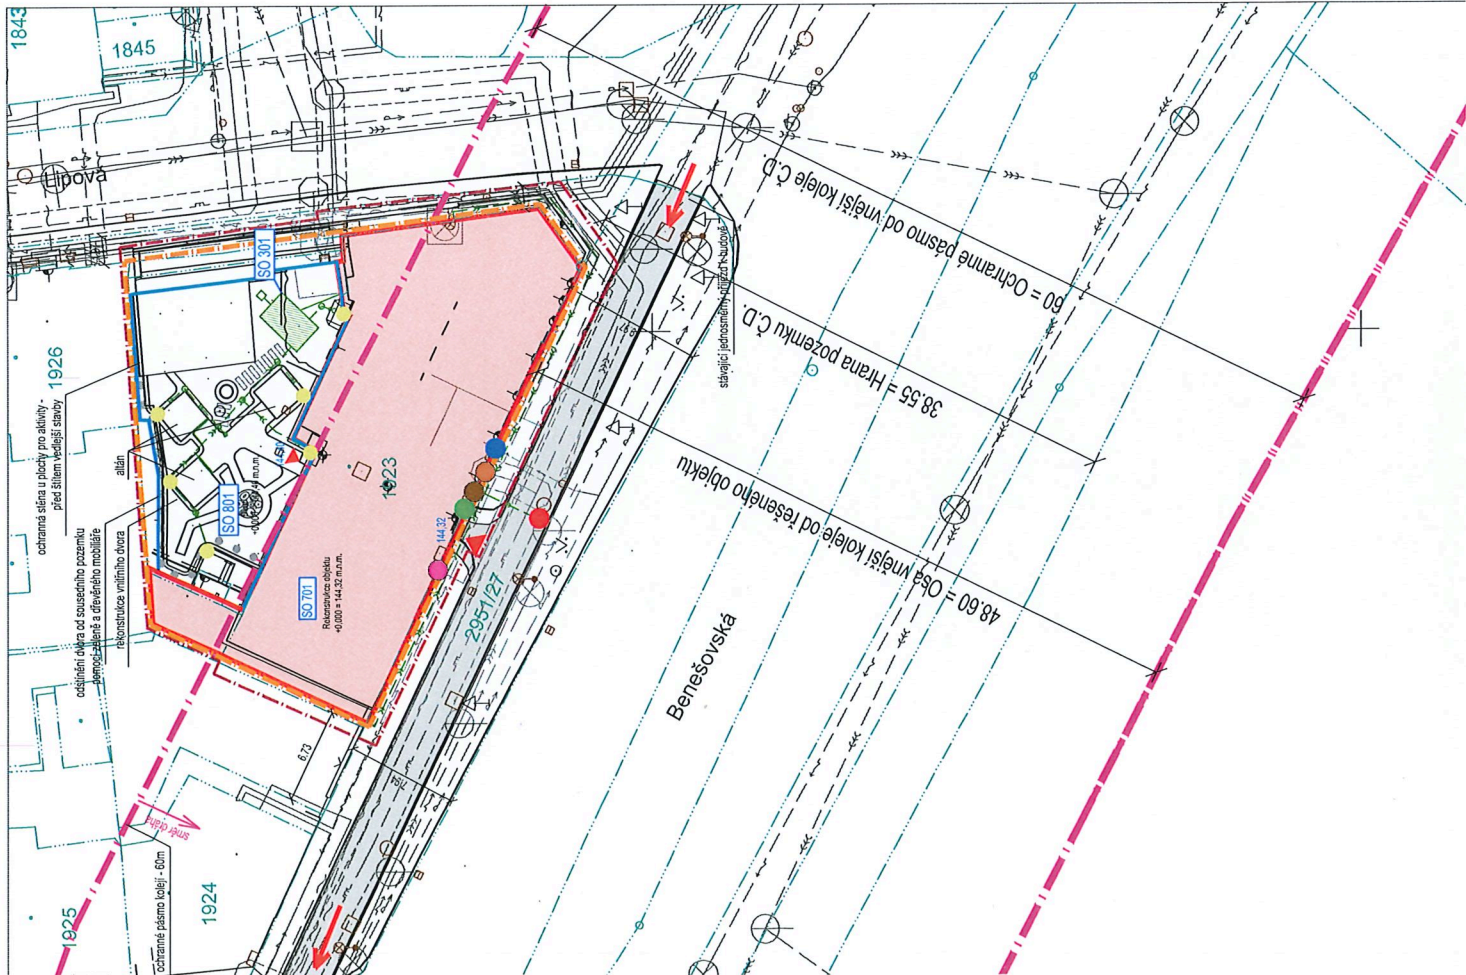 1843
1845
Lipová
SO 301
1926
ochranná stěna u plochy pro aktivity -
před štítem vedlejší stavby
altán
odstínění dvora od sousedního pozemku
pomocí zeleně a dřevěného mobiliáře
rekonstrukce vnitřního dvora
SO 801
1923
SO 701
Rekonstrukce objektu
+0,000 = 144,32 m.n.m.
144,32
2951/27
stávající jednosměrný příjezd k budově
60 = Ochranné pásmo od vnější koleje Č.D.
38.55 = Hrana pozemku Č.D.
48.60 = Osa vnější koleje od řešeného objektu
Benešovská
6.73
směr dráha
ochranné pásmo kolejí - 60m
1924
1925